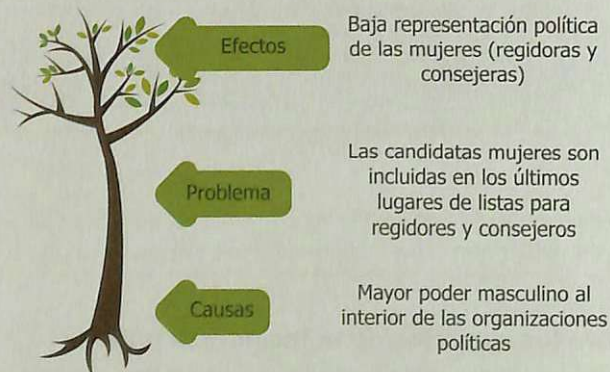 Efectos
Baja representación política
de las mujeres (regidoras y
consejeras)
Problema
Las candidatas mujeres son
incluidas en los últimos
lugares de listas para
regidores y consejeros
Causas
Mayor poder masculino al
interior de las organizaciones
políticas